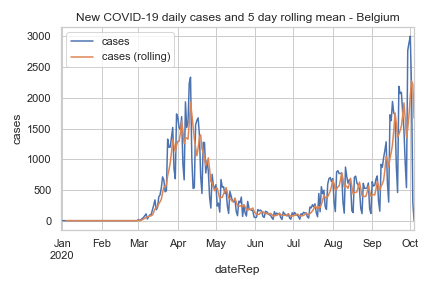 New COVID-19 daily cases and 5 day rolling mean - Belgium
cases
cases (rolling)
3000
2500
2000
1500
1000
500
0
cases
Jan Feb Mar Apr May Jun Jul Aug Sep Oct
2020
dateRep